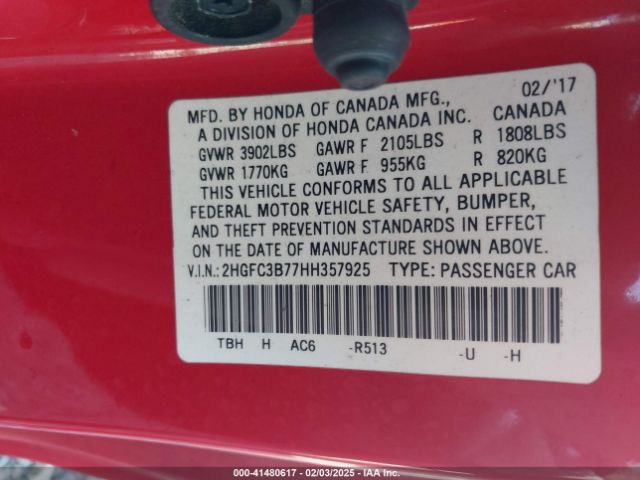 02/'17
MFD. BY HONDA OF CANADA MFG.,
A DIVISION OF HONDA CANADA INC. CANADA
GVWR 3902LBS GAWR F 2105LBS R 1808LBS
GVWR 1770KG GAWR F 955KG R 820KG
THIS VEHICLE CONFORMS TO ALL APPLICABLE
FEDERAL MOTOR VEHICLE SAFETY, BUMPER,
AND THEFT PREVENTION STANDARDS IN EFFECT
ON THE DATE OF MANUFACTURE SHOWN ABOVE.
V.I.N.: 2HGFC3B77HH357925 TYPE: PASSENGER CAR
TBH H AC6 -R513 -U -H
000-41480617 - 02/03/2025 - IAA Inc.